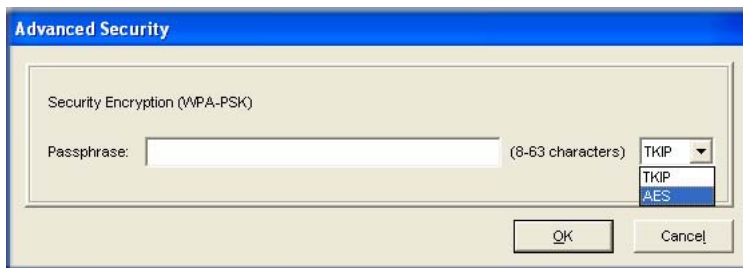 Advanced Security
Security Encryption (WPA-PSK)
Passphrase: (8-63 characters) TKIP
TKIP
AES
OK Cancel